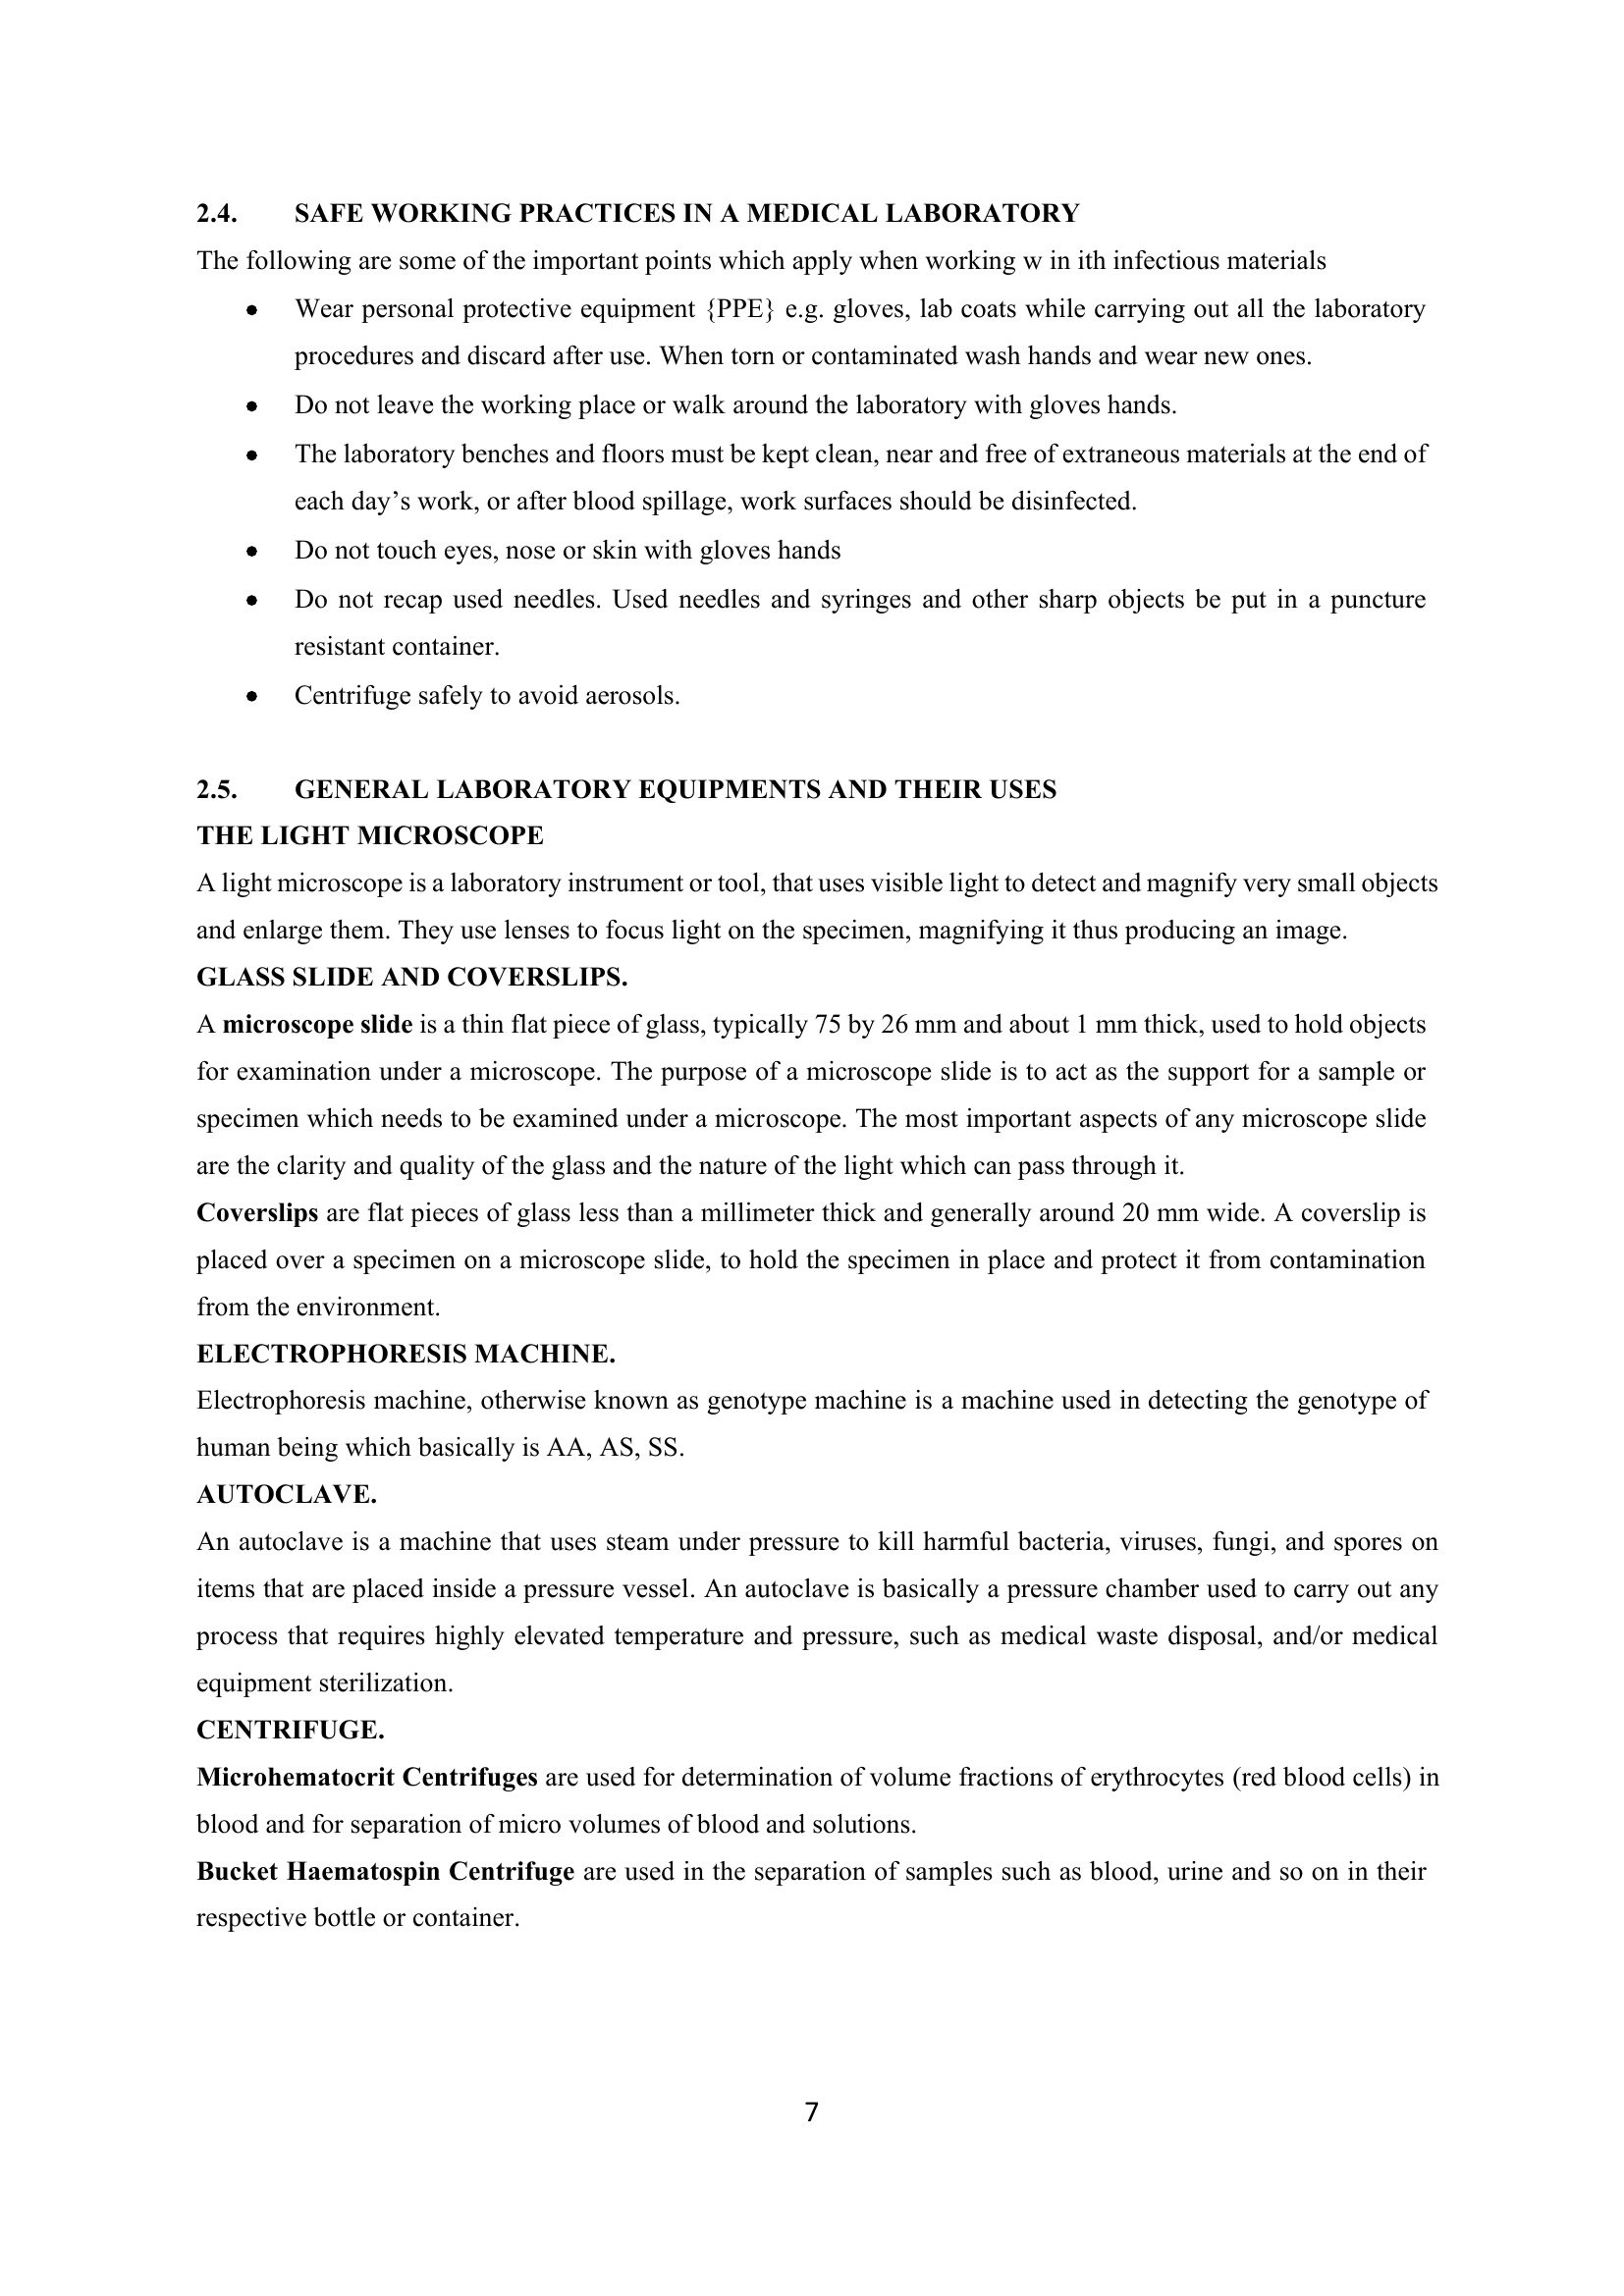 2.4. SAFE WORKING PRACTICES IN A MEDICAL LABORATORY
The following are some of the important points which apply when working w in ith infectious materials
● Wear personal protective equipment {PPE} e.g. gloves, lab coats while carrying out all the laboratory
procedures and discard after use. When torn or contaminated wash hands and wear new ones.
● Do not leave the working place or walk around the laboratory with gloves hands.
● The laboratory benches and floors must be kept clean, near and free of extraneous materials at the end of
each day’s work, or after blood spillage, work surfaces should be disinfected.
● Do not touch eyes, nose or skin with gloves hands
● Do not recap used needles. Used needles and syringes and other sharp objects be put in a puncture
resistant container.
● Centrifuge safely to avoid aerosols.
2.5. GENERAL LABORATORY EQUIPMENTS AND THEIR USES
THE LIGHT MICROSCOPE
A light microscope is a laboratory instrument or tool, that uses visible light to detect and magnify very small objects
and enlarge them. They use lenses to focus light on the specimen, magnifying it thus producing an image.
GLASS SLIDE AND COVERSLIPS.
A microscope slide is a thin flat piece of glass, typically 75 by 26 mm and about 1 mm thick, used to hold objects
for examination under a microscope. The purpose of a microscope slide is to act as the support for a sample or
specimen which needs to be examined under a microscope. The most important aspects of any microscope slide
are the clarity and quality of the glass and the nature of the light which can pass through it.
Coverslips are flat pieces of glass less than a millimeter thick and generally around 20 mm wide. A coverslip is
placed over a specimen on a microscope slide, to hold the specimen in place and protect it from contamination
from the environment.
ELECTROPHORESIS MACHINE.
Electrophoresis machine, otherwise known as genotype machine is a machine used in detecting the genotype of
human being which basically is AA, AS, SS.
AUTOCLAVE.
An autoclave is a machine that uses steam under pressure to kill harmful bacteria, viruses, fungi, and spores on
items that are placed inside a pressure vessel. An autoclave is basically a pressure chamber used to carry out any
process that requires highly elevated temperature and pressure, such as medical waste disposal, and/or medical
equipment sterilization.
CENTRIFUGE.
Microhematocrit Centrifuges are used for determination of volume fractions of erythrocytes (red blood cells) in
blood and for separation of micro volumes of blood and solutions.
Bucket Haematospin Centrifuge are used in the separation of samples such as blood, urine and so on in their
respective bottle or container.
7